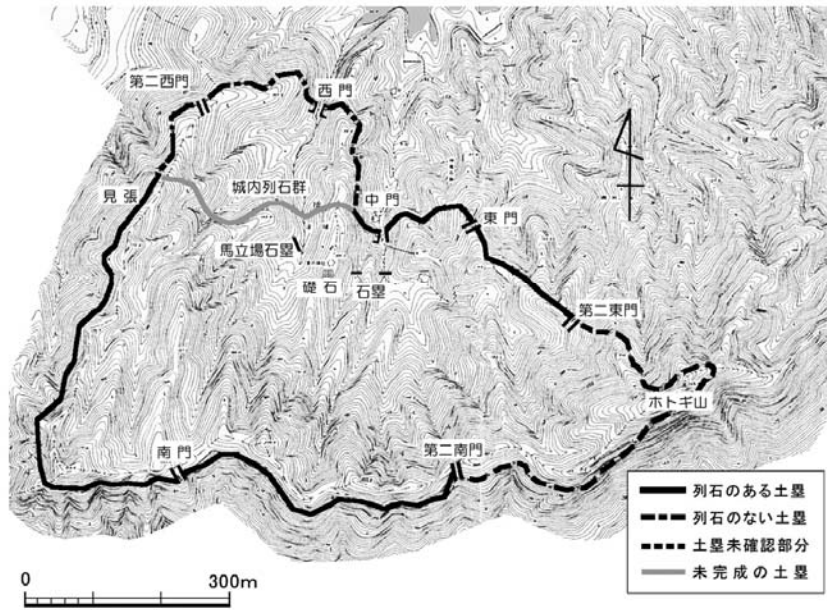 第二西門
西門
見張
城内列石群
中門
東門
馬立場石塁
礎石
石塁
第二東門
ホトギ山
南門
第二南門
列石のある土塁
列石のない土塁
土塁未確認部分
未完成の土塁
0 300m